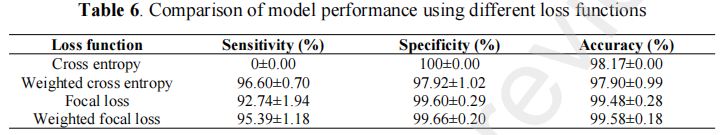 Table 6. Comparison of model performance using different loss functions
Loss function Sensitivity (%) Specificity (%) Accuracy (%)
Cross entropy 0±0.00 100±0.00 98.17±0.00
Weighted cross entropy 96.60±0.70 97.92±1.02 97.90±0.99
Focal loss 92.74±1.94 99.60±0.29 99.48±0.28
Weighted focal loss 95.39±1.18 99.66±0.20 99.58±0.18